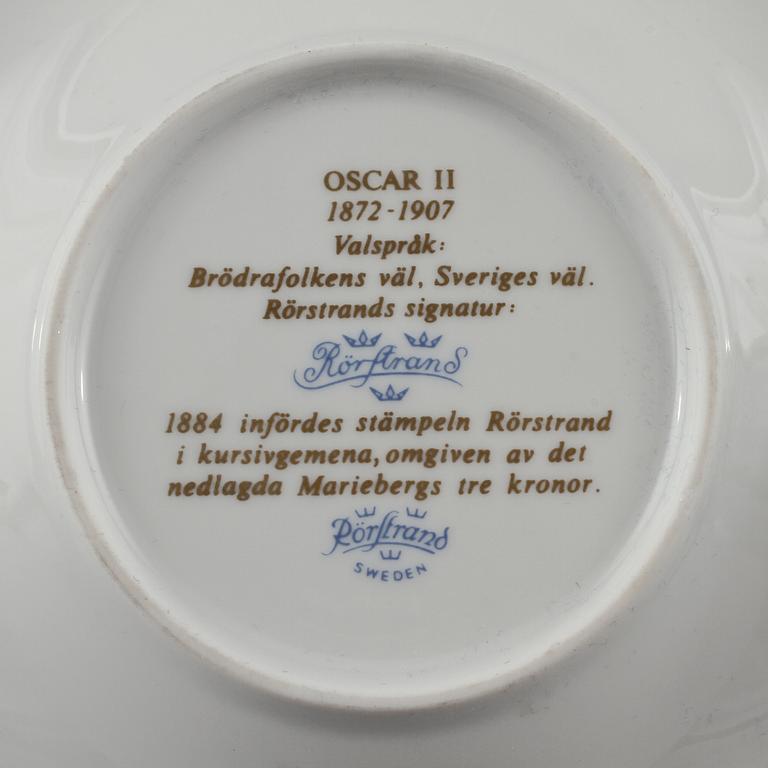 OSCAR II
1872-1907
Valspråk:
Brödrafolkens väl, Sveriges väl.
Rörstrands signatur:
Rörstrand
1884 infördes stämpeln Rörstrand
i kursivgemena, omgiven av det
nedlagda Mariebergs tre kronor.
Rörstrand
SWEDEN